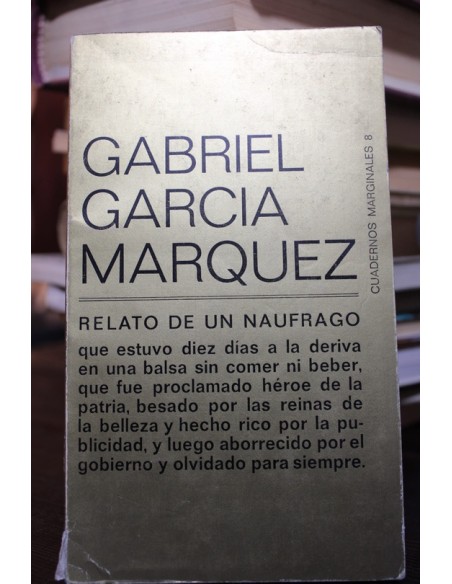 GABRIEL
GARCIA
MARQUEZ
CUADERNOS MARGINALES 8
RELATO DE UN NAUFRAGO
que estuvo diez días a la deriva
en una balsa sin comer ni beber,
que fue proclamado héroe de la
patria, besado por las reinas de
la belleza y hecho rico por la pu-
blicidad, y luego aborrecido por el
gobierno y olvidado para siempre.